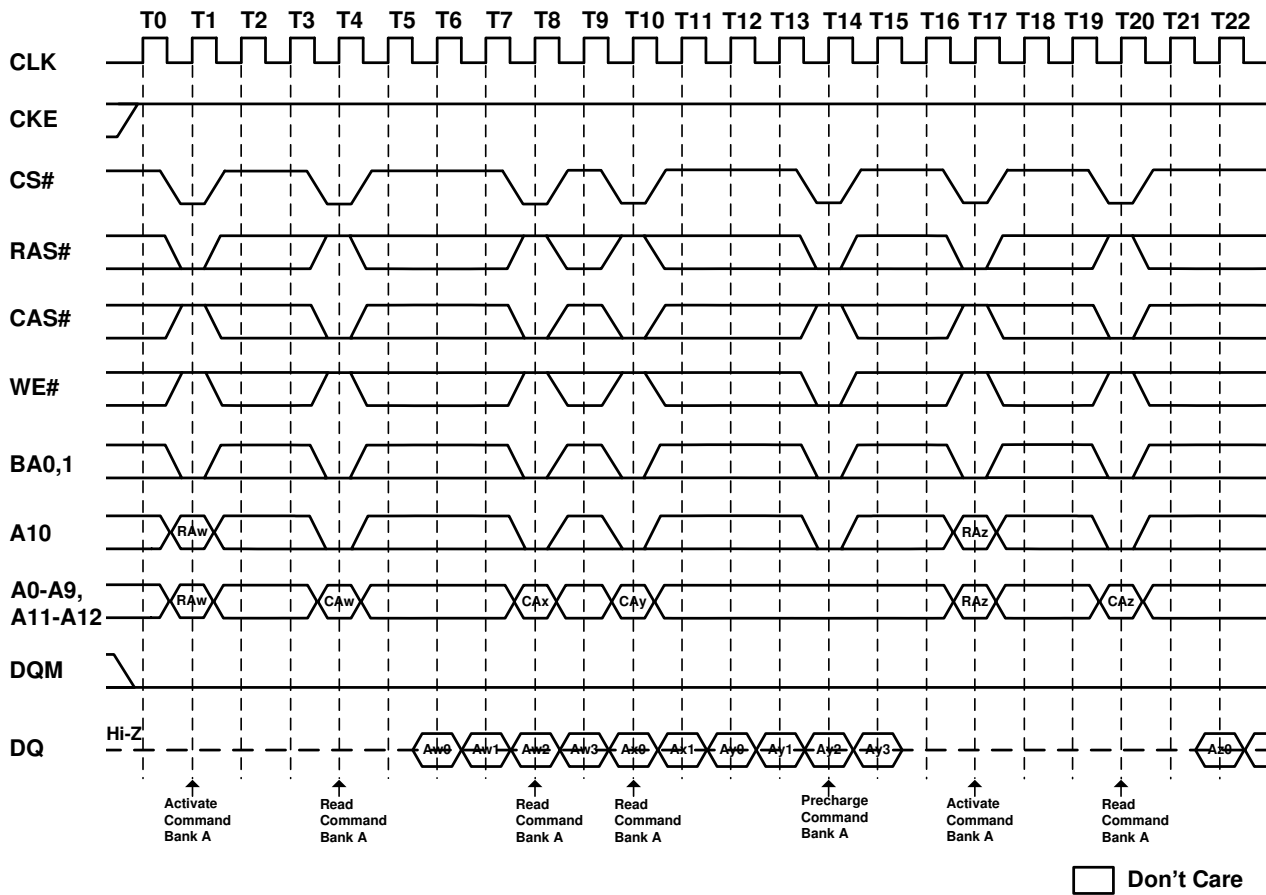 T0 T1 T2 T3 T4 T5 T6 T7 T8 T9 T10 T11 T12 T13 T14 T15 T16 T17 T18 T19 T20 T21 T22
CLK
CKE
CS#
RAS#
CAS#
WE#
BA0,1
A10 RAw RAz
A0-A9,
A11-A12
RAw CAw CAx CAy RAz CAz
DQM
DQ Hi-Z Aw0 Aw1 Aw2 Aw3 Ax0 Ax1 Ay0 Ay1 Ay2 Ay3 Az0
Activate
Command
Bank A
Read
Command
Bank A
Read
Command
Bank A
Read
Command
Bank A
Precharge
Command
Bank A
Activate
Command
Bank A
Read
Command
Bank A
Don't Care